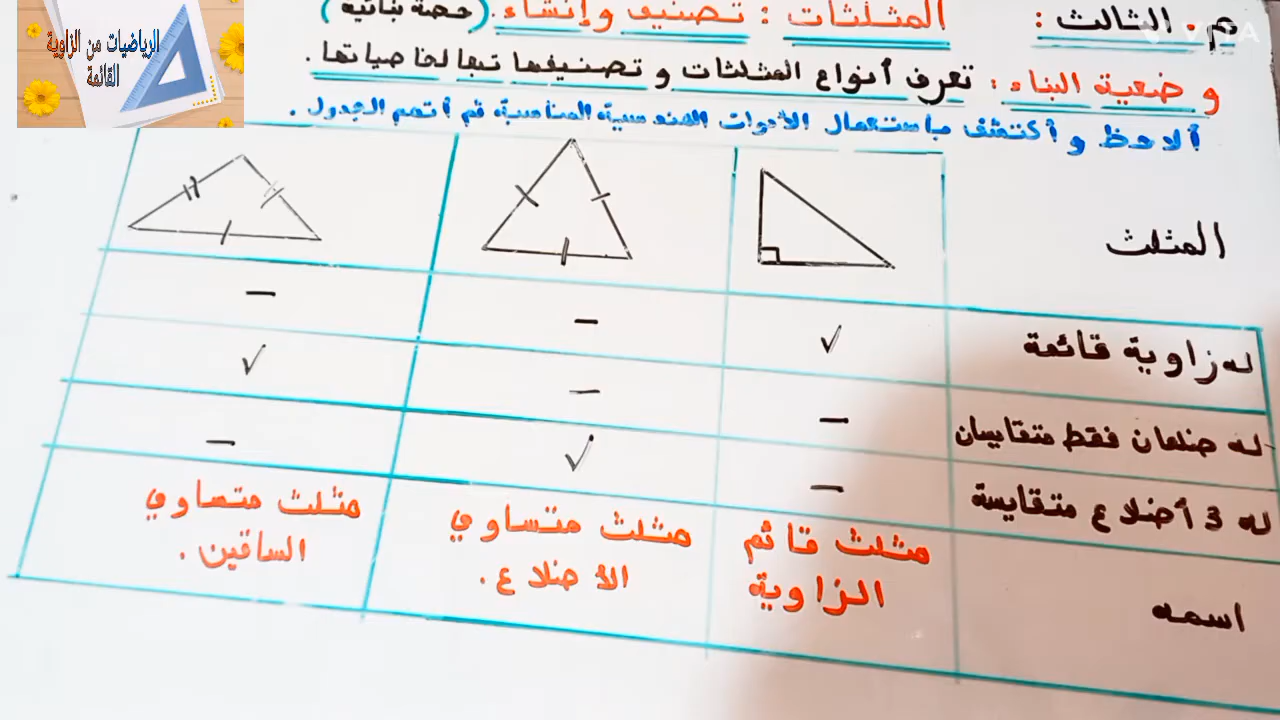 الرياضيات من الزاوية
القائمة
VITA
م الثالث : المثلثات : تصنيف وإنشاء . (حصة بنائية)
وضعية البناء : تعرف أنواع المثلثات و تصنيفها تبعا لخاصياتها .
ألاحظ و أكتشف باستعمال الأدوات الهندسية المناسبة ثم أتمم الجدول .
المثلث
له زاوية قائمة ✓ – –
له ضلعان فقط متقايسان – – ✓
له 3 أضلاع متقايسة – ✓ –
اسمه
مثلث قائم
الزاوية
مثلث متساوي
الأضلاع .
مثلث متساوي
الساقين .